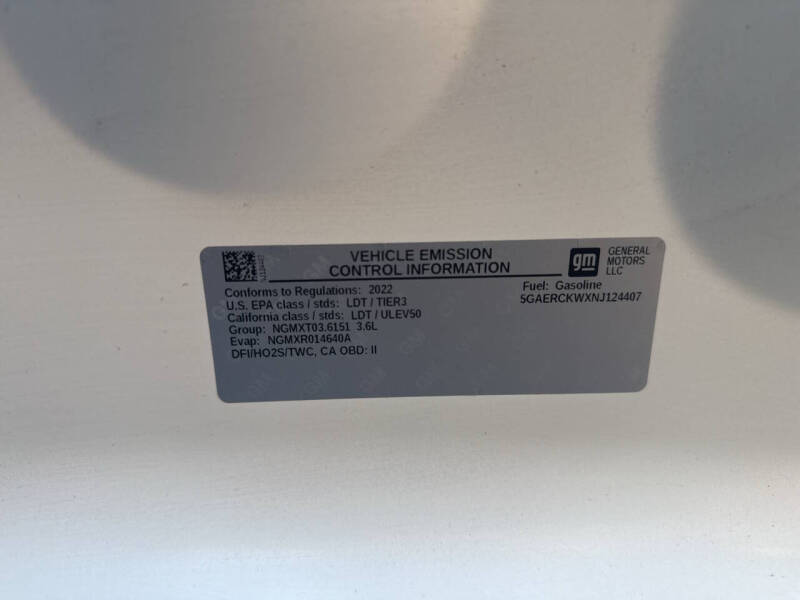 VEHICLE EMISSION
CONTROL INFORMATION
gm
GENERAL
MOTORS
LLC
Conforms to Regulations: 2022
U.S. EPA class / stds: LDT / TIER3
California class / stds: LDT / ULEV50
Group: NGMXT03.6151 3.6L
Evap: NGMXR014640A
DFI/HO2S/TWC, CA OBD: II
Fuel: Gasoline
5GAERCKWXNJ124407